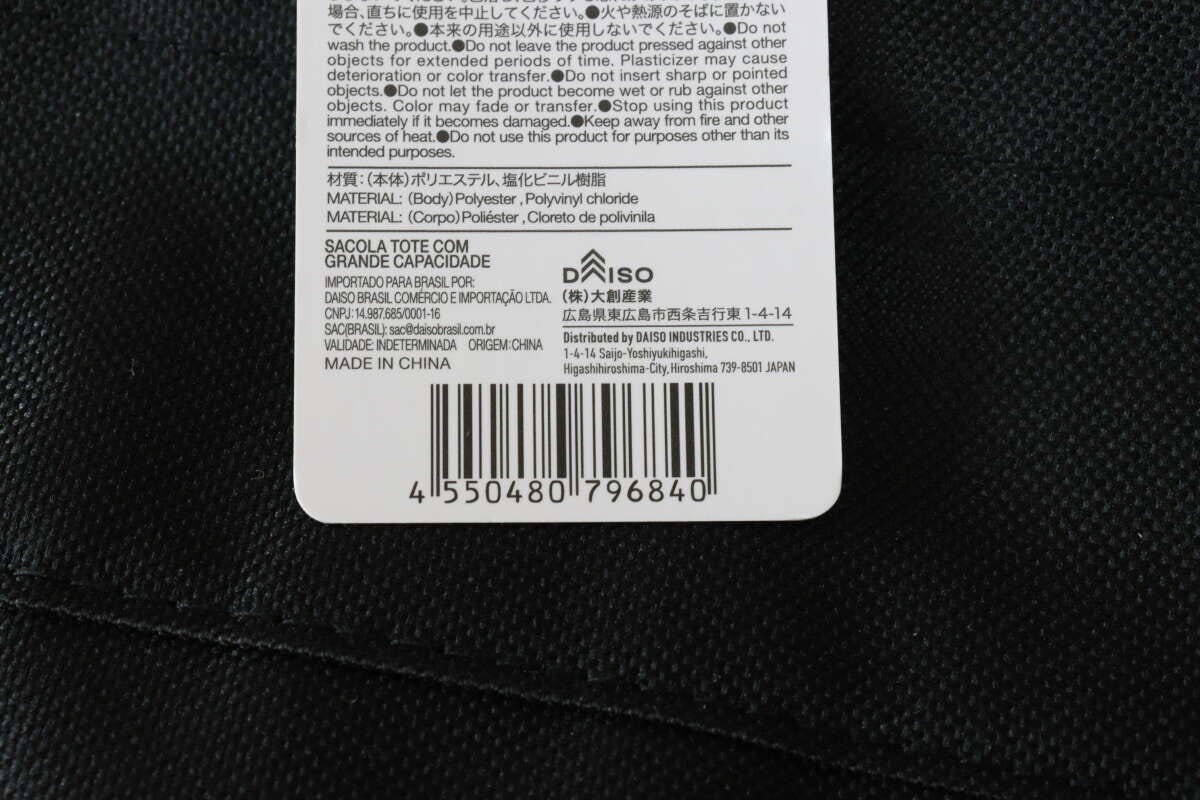 場合、直ちに使用を中止してください。●火や熱源のそばに置かない
でください。●本来の用途以外に使用しないでください。●Do not
wash the product.●Do not leave the product pressed against other
objects for extended periods of time. Plasticizer may cause
deterioration or color transfer.●Do not insert sharp or pointed
objects.●Do not let the product become wet or rub against other
objects. Color may fade or transfer.●Stop using this product
immediately if it becomes damaged.●Keep away from fire and other
sources of heat.●Do not use this product for purposes other than its
intended purposes.
材質：（本体）ポリエステル、塩化ビニル樹脂
MATERIAL: (Body) Polyester , Polyvinyl chloride
MATERIAL: (Corpo) Poliéster , Cloreto de polivinila
SACOLA TOTE COM
GRANDE CAPACIDADE
IMPORTADO PARA BRASIL POR:
DAISO BRASIL COMÉRCIO E IMPORTAÇÃO LTDA.
CNPJ: 14.987.685/0001-16
SAC(BRASIL): sac@daisobrasil.com.br
VALIDADE: INDETERMINADA ORIGEM: CHINA
MADE IN CHINA
DAISO
（株）大創産業
広島県東広島市西条吉行東1-4-14
Distributed by DAISO INDUSTRIES CO., LTD.
1-4-14 Saijo-Yoshiyukihigashi,
Higashihiroshima-City, Hiroshima 739-8501 JAPAN
4 550480 796840